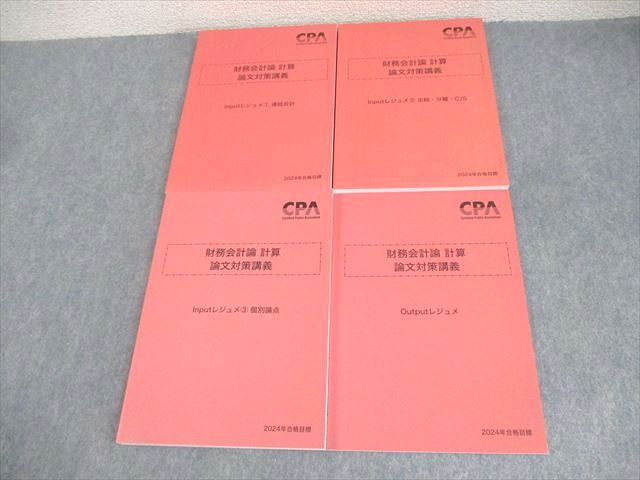 CPA
財務会計論 計算
論文対策講義
Inputレジュメ① 連結会計
2024年合格目標
CPA
財務会計論 計算
論文対策講義
Inputレジュメ② 企結・分離・C/S
2024年合格目標
CPA
Certified Public Accountant
財務会計論 計算
論文対策講義
Inputレジュメ③ 個別論点
2024年合格目標
CPA
Certified Public Accountant
財務会計論 計算
論文対策講義
Outputレジュメ
2024年合格目標